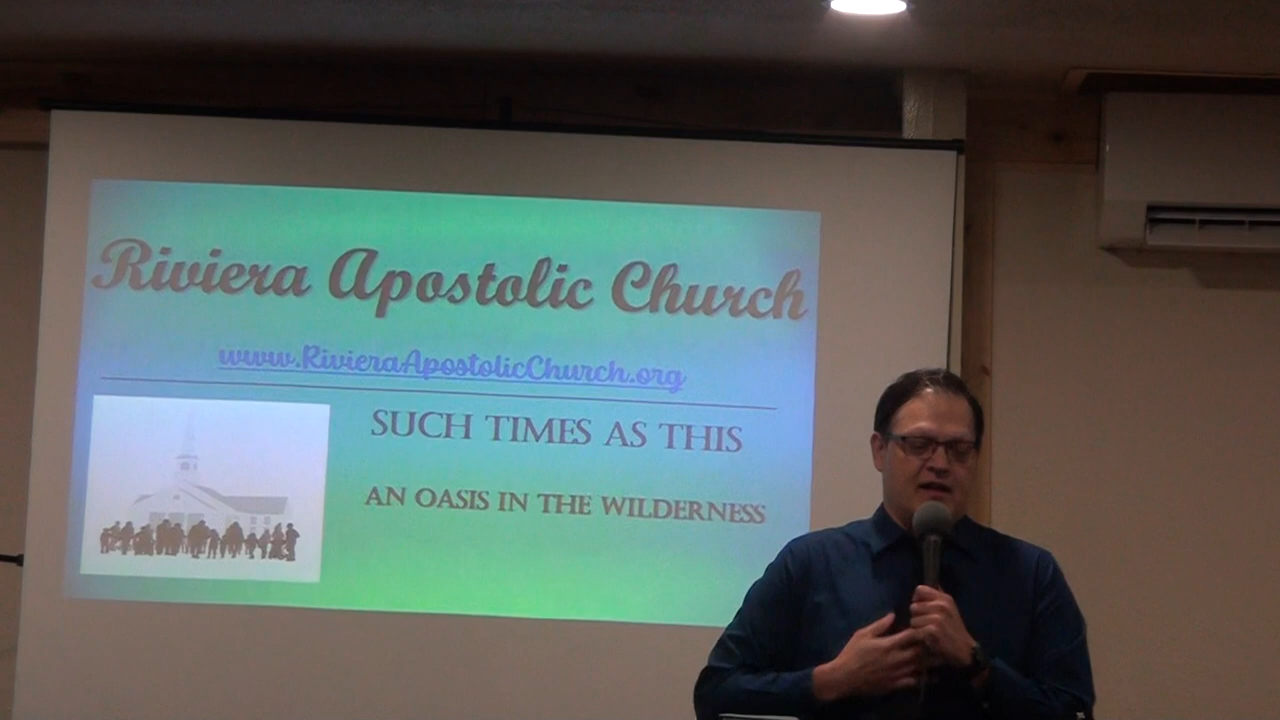 Riviera Apostolic Church
www.RivieraApostolicChurch.org
SUCH TIMES AS THIS
AN OASIS IN THE WILDERNESS